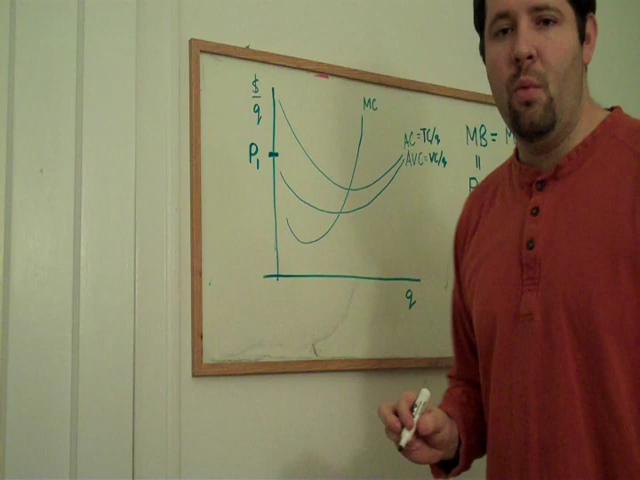 $/q
MC
AC = TC/q
AVC = VC/q
MB = M
P₁
"
P
q